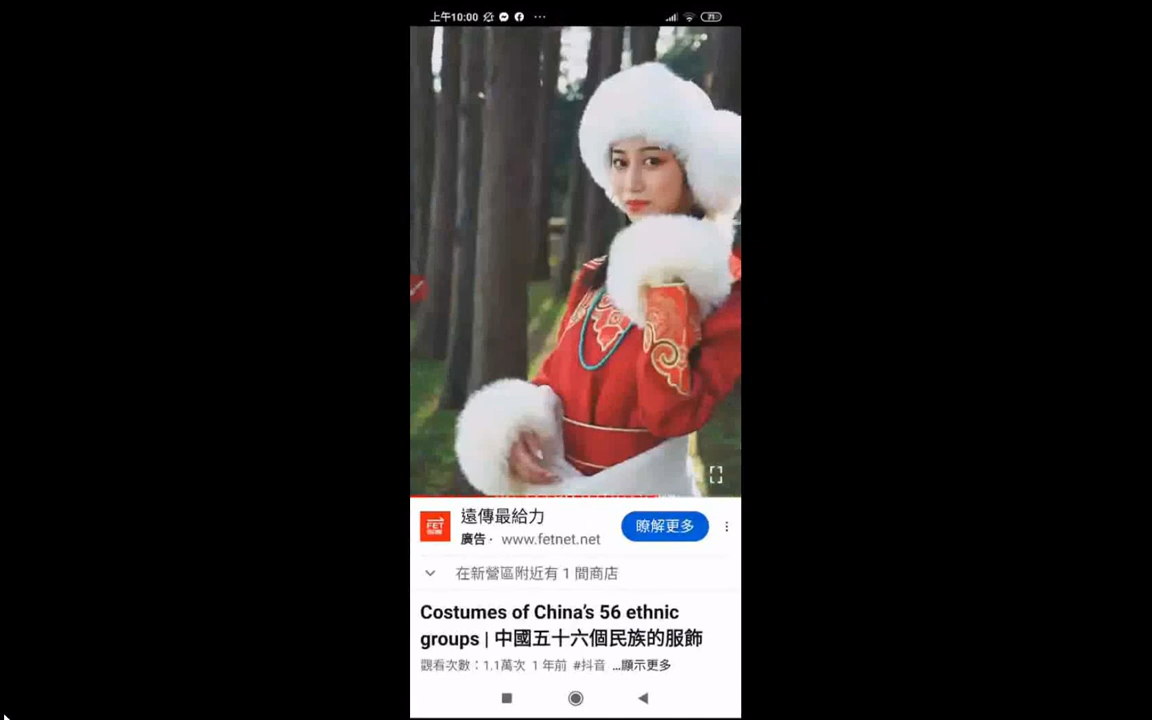 上午10:00
遠傳最給力
廣告· www.fetnet.net
瞭解更多
在新營區附近有 1 間商店
Costumes of China's 56 ethnic
groups | 中國五十六個民族的服飾
觀看次數：1.1萬次 1 年前 #抖音 ...顯示更多